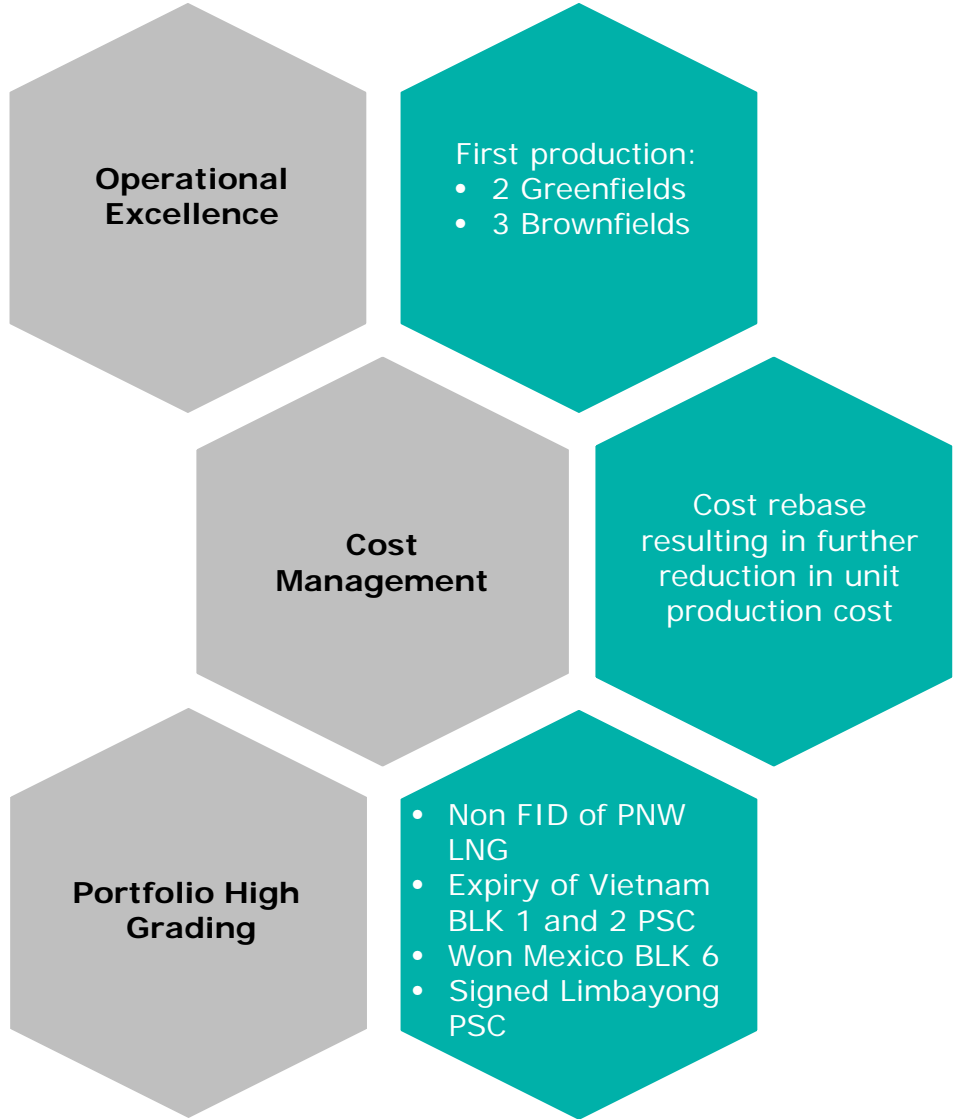 Operational
Excellence
First production:
• 2 Greenfields
• 3 Brownfields
Cost
Management
Cost rebase
resulting in further
reduction in unit
production cost
Portfolio High
Grading
• Non FID of PNW
LNG
• Expiry of Vietnam
BLK 1 and 2 PSC
• Won Mexico BLK 6
• Signed Limbayong
PSC